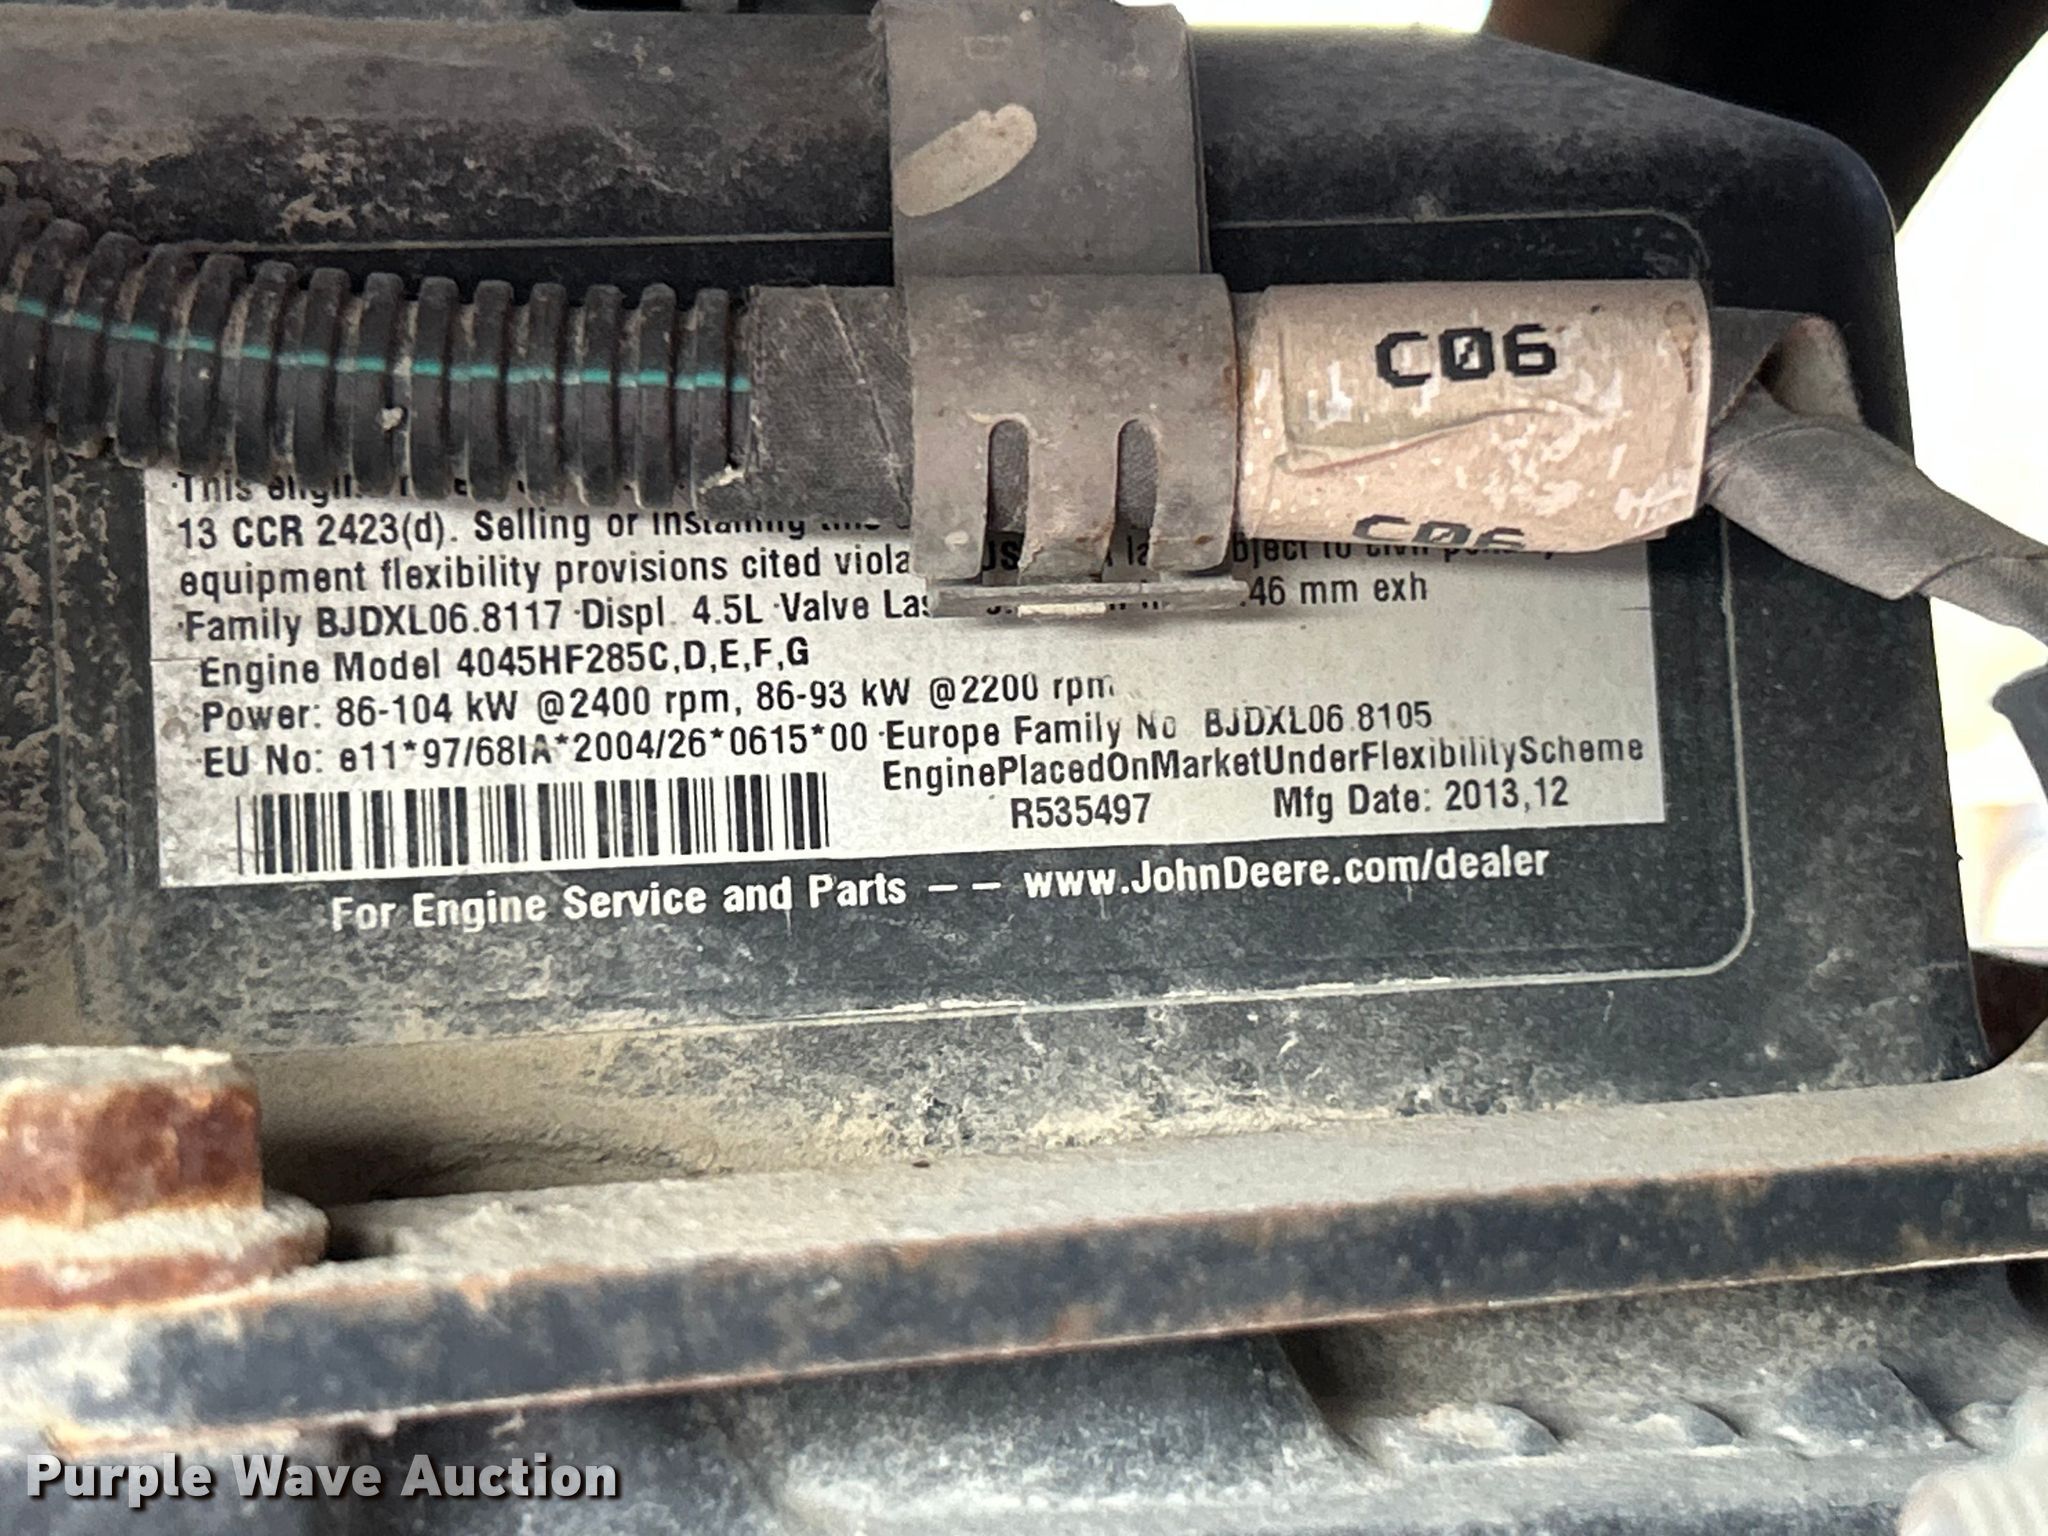 C06
C06
This
13 CCR 2423(d). Selling or installing
equipment flexibility provisions cited
Family BJDXL06.8117 ·Displ. 4.5L ·Valve .46 mm exh
Engine Model 4045HF285C,D,E,F,G
Power: 86-104 kW @2400 rpm, 86-93 kW @2200 rpm
EU No: e11*97/68IA*2004/26*0615*00 ·Europe Family No BJDXL06.8105
EnginePlacedOnMarketUnderFlexibilityScheme
R535497 Mfg Date: 2013,12
For Engine Service and Parts -- www.JohnDeere.com/dealer
Purple Wave Auction